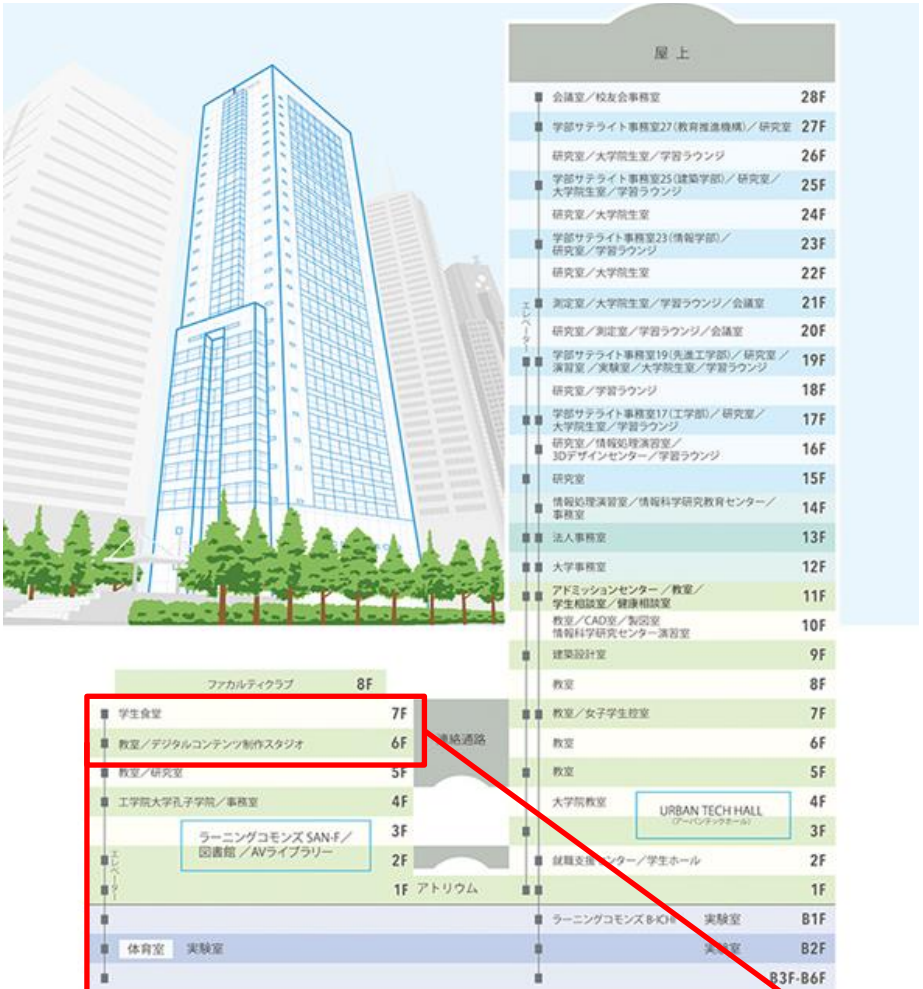 屋上
会議室／校友会事務室 28F
学部サテライト事務室27(教育推進機構)／研究室 27F
研究室／大学院生室／学習ラウンジ 26F
学部サテライト事務室25(建築学部)／研究室／
大学院生室／学習ラウンジ 25F
研究室／大学院生室 24F
学部サテライト事務室23(情報学部)／
研究室／学習ラウンジ 23F
研究室／大学院生室 22F
エレベーター
測定室／大学院生室／学習ラウンジ／会議室 21F
研究室／測定室／学習ラウンジ／会議室 20F
学部サテライト事務室19(先進工学部)／研究室／
演習室／実験室／大学院生室／学習ラウンジ 19F
研究室／学習ラウンジ 18F
学部サテライト事務室17(工学部)／研究室／
大学院生室／学習ラウンジ 17F
研究室／情報処理演習室／
3Dデザインセンター／学習ラウンジ 16F
研究室 15F
情報処理演習室／情報科学研究教育センター／
事務室 14F
法人事務室 13F
大学事務室 12F
アドミッションセンター／教室／
学生相談室／健康相談室 11F
教室／CAD室／製図室
情報科学研究センター演習室 10F
建築設計室 9F
教室 8F
教室／女子学生控室 7F
教室 6F
教室 5F
大学院教室 4F
URBAN TECH HALL
(アーバンテックホール)
3F
就職支援センター／学生ホール 2F
1F
ラーニングコモンズ B-ICHI 実験室 B1F
実験室 B2F
B3F-B6F
ファカルティクラブ 8F
学生食堂 7F
教室／デジタルコンテンツ制作スタジオ 6F
連絡通路
教室／研究室 5F
工学院大学孔子学院／事務室 4F
ラーニングコモンズ SAN-F／
図書館／AVライブラリー
3F
2F
エレベーター
1F アトリウム
体育室 実験室